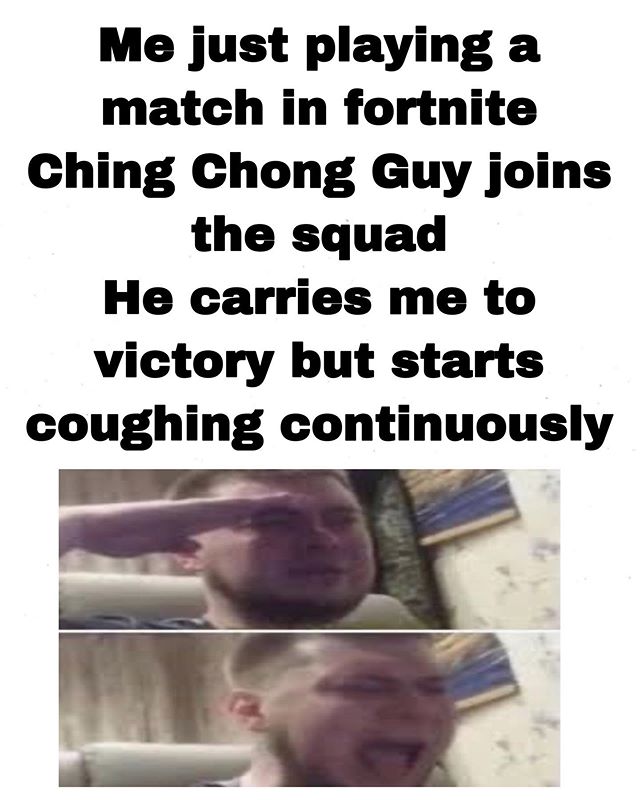 Me just playing a
match in fortnite
Ching Chong Guy joins
the squad
He carries me to
victory but starts
coughing continuously